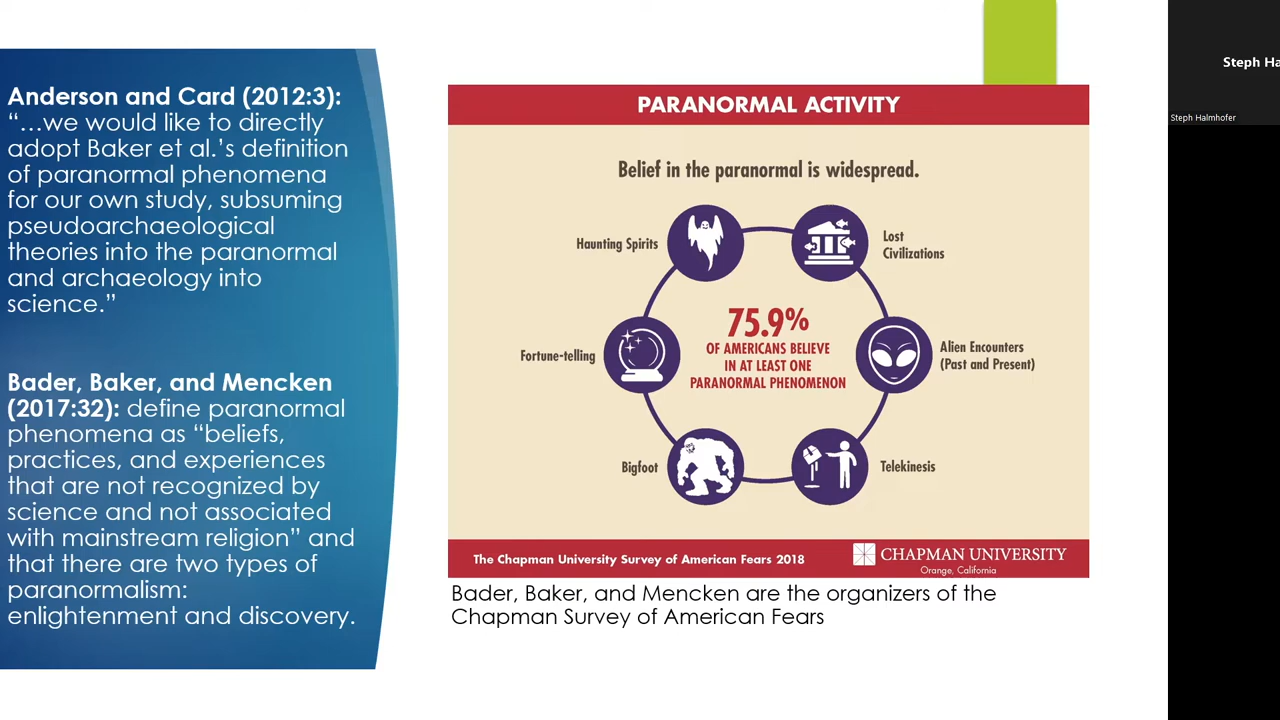 Anderson and Card (2012:3):
“…we would like to directly
adopt Baker et al.’s definition
of paranormal phenomena
for our own study, subsuming
pseudoarchaeological
theories into the paranormal
and archaeology into
science.”
Bader, Baker, and Mencken
(2017:32): define paranormal
phenomena as “beliefs,
practices, and experiences
that are not recognized by
science and not associated
with mainstream religion” and
that there are two types of
paranormalism:
enlightenment and discovery.
PARANORMAL ACTIVITY
Belief in the paranormal is widespread.
Haunting Spirits
Lost
Civilizations
Fortune-telling
75.9%
OF AMERICANS BELIEVE
IN AT LEAST ONE
PARANORMAL PHENOMENON
Alien Encounters
(Past and Present)
Bigfoot
Telekinesis
The Chapman University Survey of American Fears 2018
CHAPMAN UNIVERSITY
Orange, California
Bader, Baker, and Mencken are the organizers of the
Chapman Survey of American Fears
Steph Ha
Steph Halmhofer